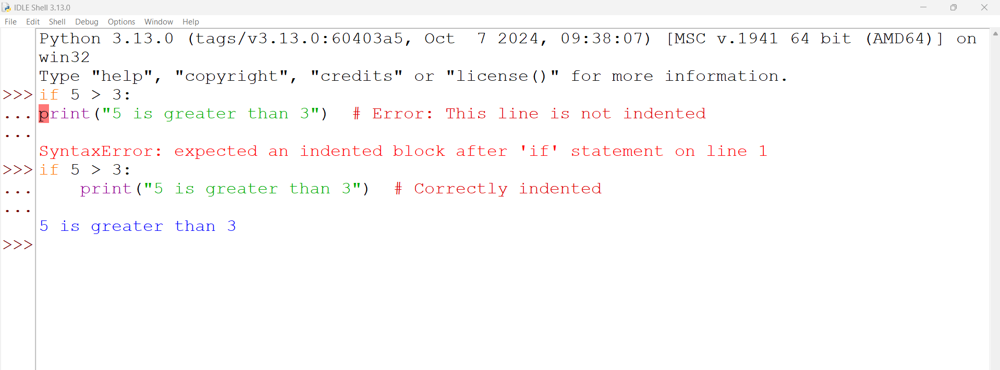 IDLE Shell 3.13.0
File Edit Shell Debug Options Window Help
Python 3.13.0 (tags/v3.13.0:60403a5, Oct  7 2024, 09:38:07) [MSC v.1941 64 bit (AMD64)] on
win32
Type "help", "copyright", "credits" or "license()" for more information.
>>> if 5 > 3:
... print("5 is greater than 3")  # Error: This line is not indented
...
SyntaxError: expected an indented block after 'if' statement on line 1
>>> if 5 > 3:
...     print("5 is greater than 3")  # Correctly indented
...
5 is greater than 3
>>>